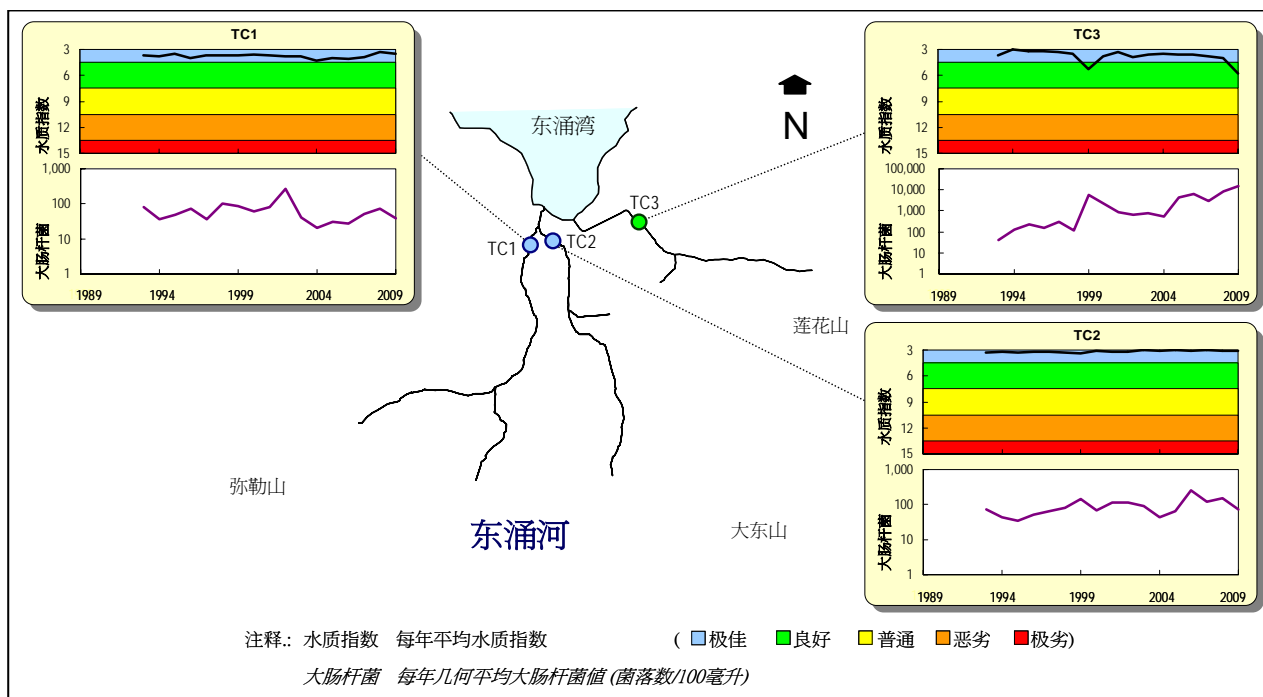 TC1
水质指数
3
6
9
12
15
大肠杆菌
1,000
100
10
1
1989
1994
1999
2004
2009
东涌湾
N
TC3
TC1
TC2
莲花山
弥勒山
大东山
东涌河
TC3
水质指数
3
6
9
12
15
大肠杆菌
100,000
10,000
1,000
100
10
1
1989
1994
1999
2004
2009
TC2
水质指数
3
6
9
12
15
大肠杆菌
1,000
100
10
1
1989
1994
1999
2004
2009
注释.: 水质指数 每年平均水质指数 ( 极佳 良好 普通 恶劣 极劣)
大肠杆菌 每年几何平均大肠杆菌值 (菌落数/100毫升)